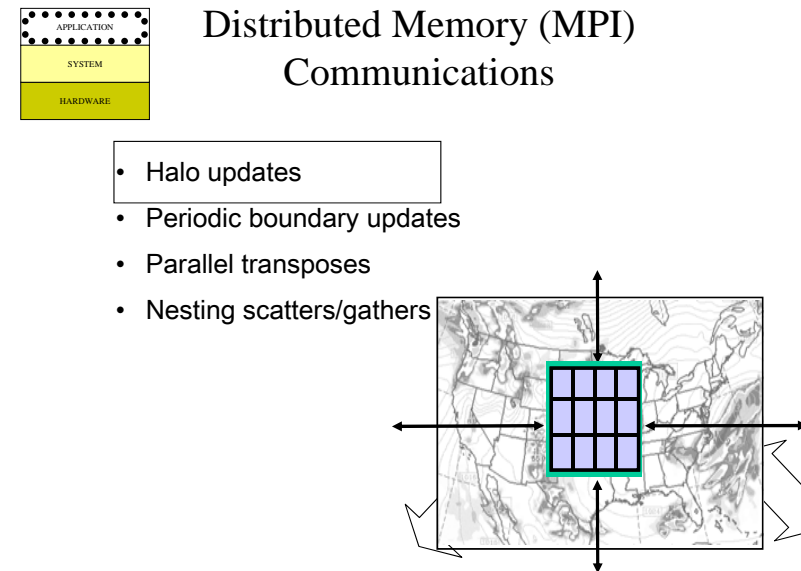 APPLICATION
SYSTEM
HARDWARE
Distributed Memory (MPI)
Communications
• Halo updates
• Periodic boundary updates
• Parallel transposes
• Nesting scatters/gathers